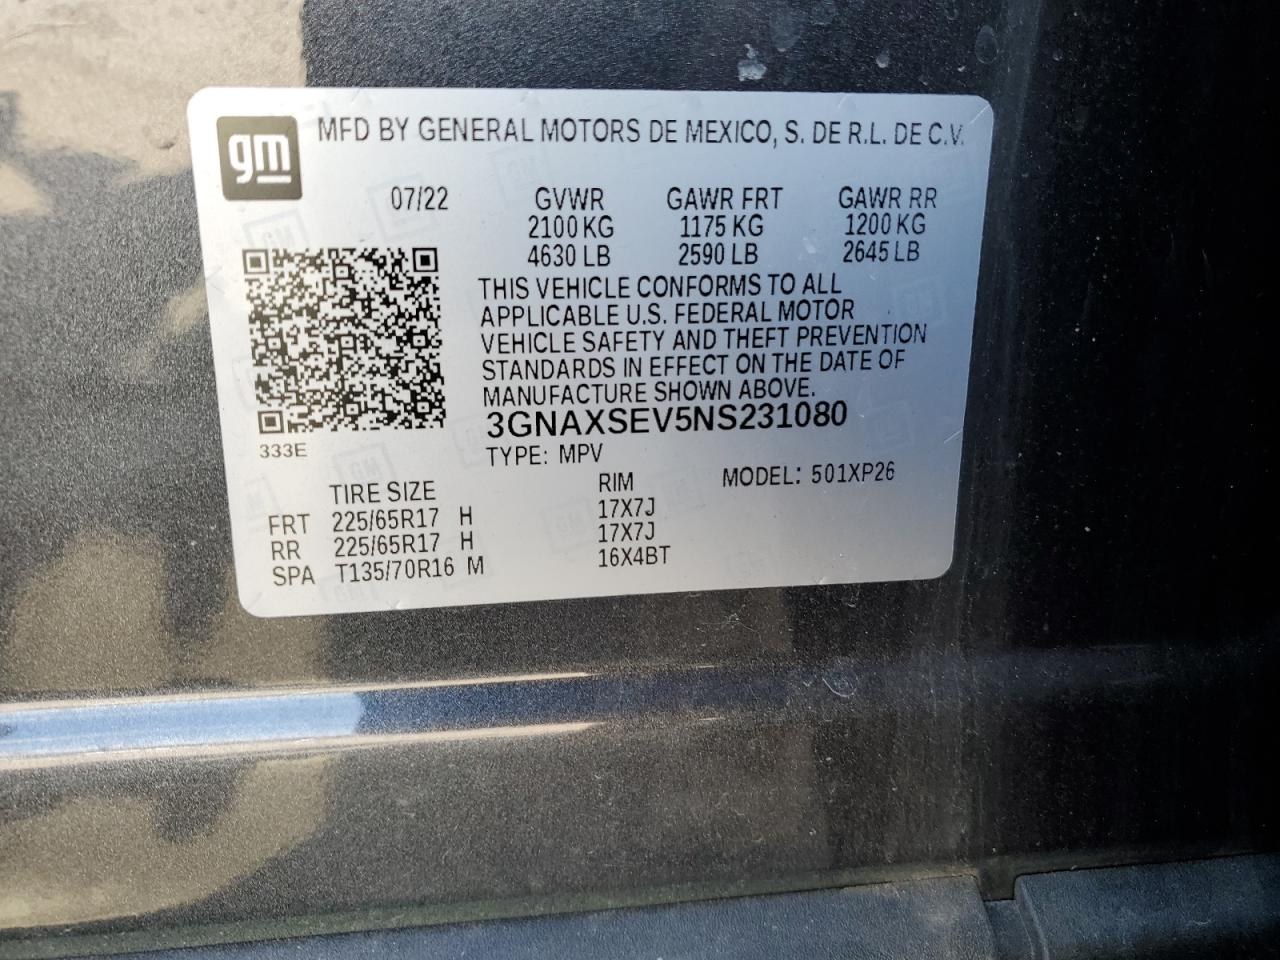 gm
MFD BY GENERAL MOTORS DE MEXICO, S. DE R.L. DE C.V.
07/22 GVWR GAWR FRT GAWR RR
2100 KG 1175 KG 1200 KG
4630 LB 2590 LB 2645 LB
THIS VEHICLE CONFORMS TO ALL
APPLICABLE U.S. FEDERAL MOTOR
VEHICLE SAFETY AND THEFT PREVENTION
STANDARDS IN EFFECT ON THE DATE OF
MANUFACTURE SHOWN ABOVE.
3GNAXSEV5NS231080
333E
TYPE: MPV
TIRE SIZE RIM MODEL: 501XP26
FRT 225/65R17 H 17X7J
RR 225/65R17 H 17X7J
SPA T135/70R16 M 16X4BT